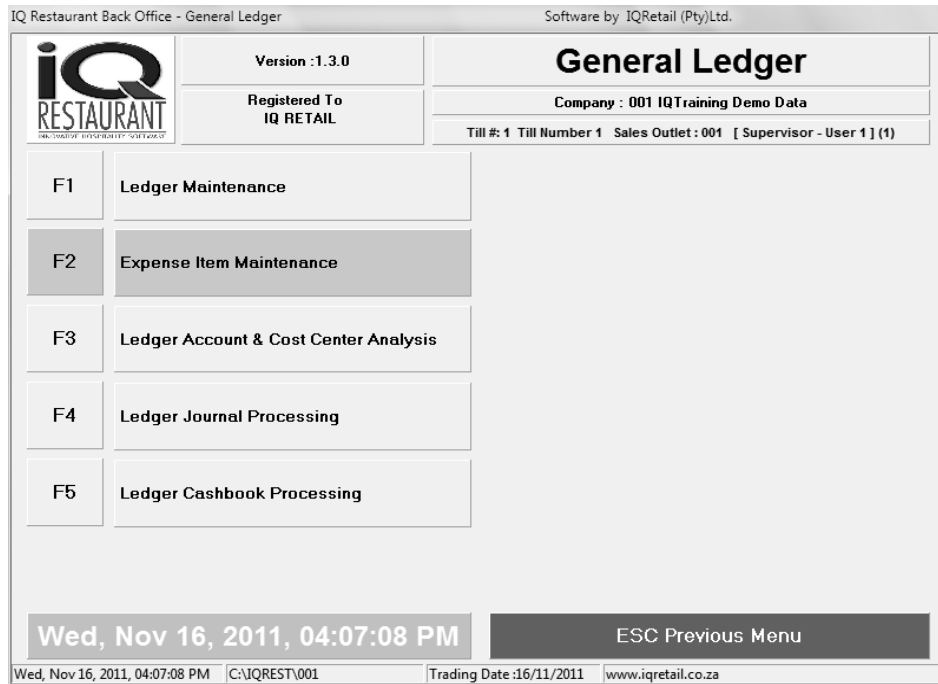 IQ Restaurant Back Office - General Ledger Software by IQRetail (Pty)Ltd.
iQ
RESTAURANT
INNOVATIVE HOSPITALITY SOFTWARE
Version :1.3.0
Registered To
IQ RETAIL
General Ledger
Company : 001 IQTraining Demo Data
Till #: 1 Till Number 1 Sales Outlet : 001 [ Supervisor - User 1 ] (1)
F1 Ledger Maintenance
F2 Expense Item Maintenance
F3 Ledger Account & Cost Center Analysis
F4 Ledger Journal Processing
F5 Ledger Cashbook Processing
Wed, Nov 16, 2011, 04:07:08 PM
ESC Previous Menu
Wed, Nov 16, 2011, 04:07:08 PM C:\IQREST\001 Trading Date :16/11/2011 www.iqretail.co.za